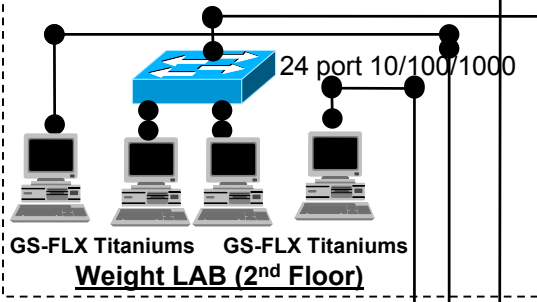 24 port 10/100/1000
GS-FLX Titaniums GS-FLX Titaniums
Weight LAB (2nd Floor)